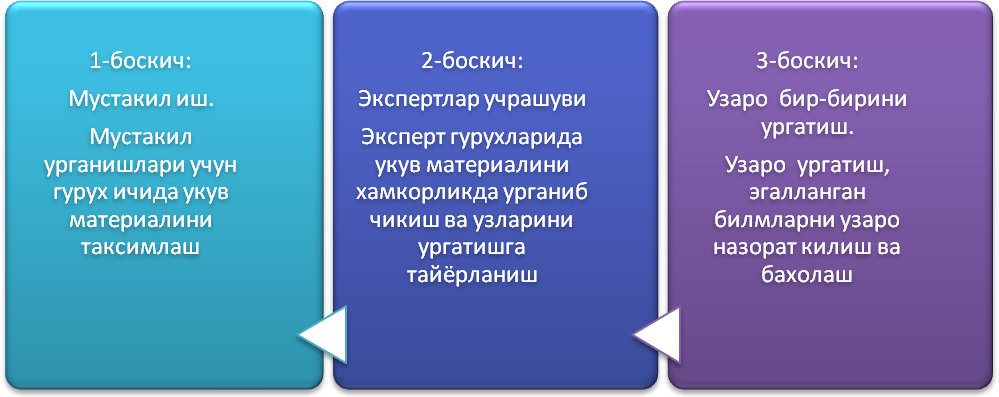 1-боскич:
Мустакил иш.
Мустакил
урганишлари учун
гурух ичида укув
материалини
таксимлаш
2-боскич:
Экспертлар учрашуви
Эксперт гурухларида
укув материалини
хамкорликда урганиб
чикиш ва узларини
ургатишга
тайёрланиш
3-боскич:
Узаро  бир-бирини
ургатиш.
Узаро  ургатиш,
эгалланган
билмларни узаро
назорат килиш ва
бахолаш